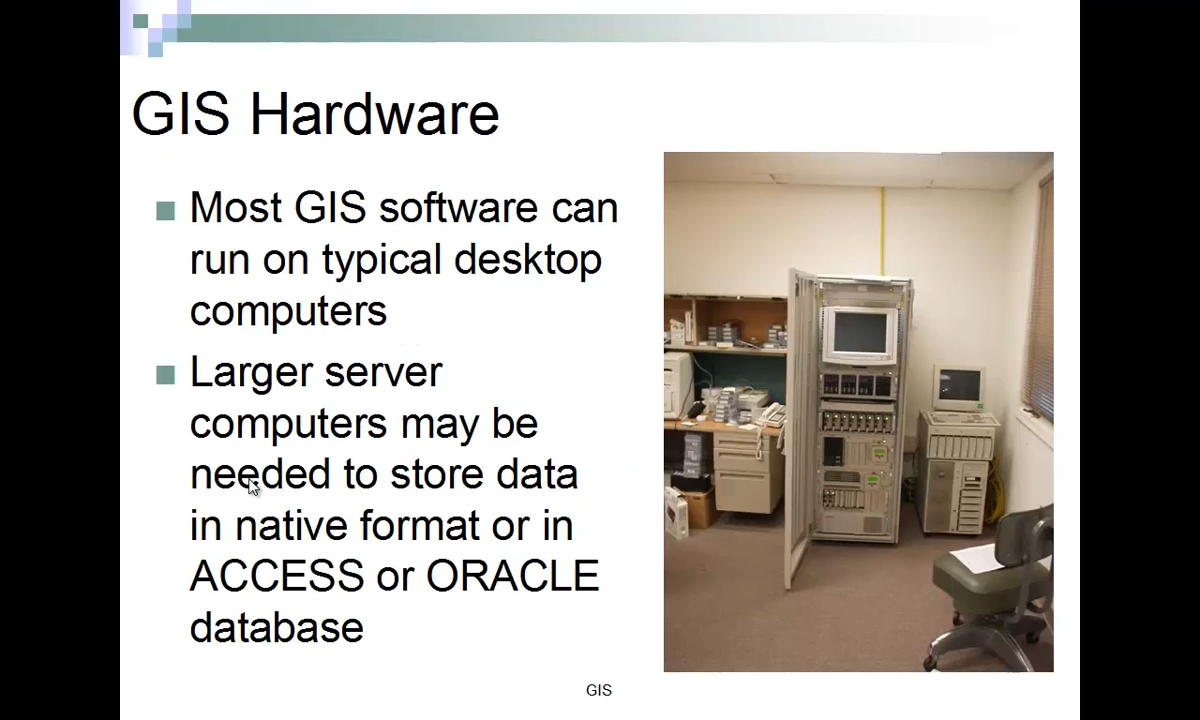 GIS Hardware
Most GIS software can
run on typical desktop
computers
Larger server
computers may be
needed to store data
in native format or in
ACCESS or ORACLE
database
GIS